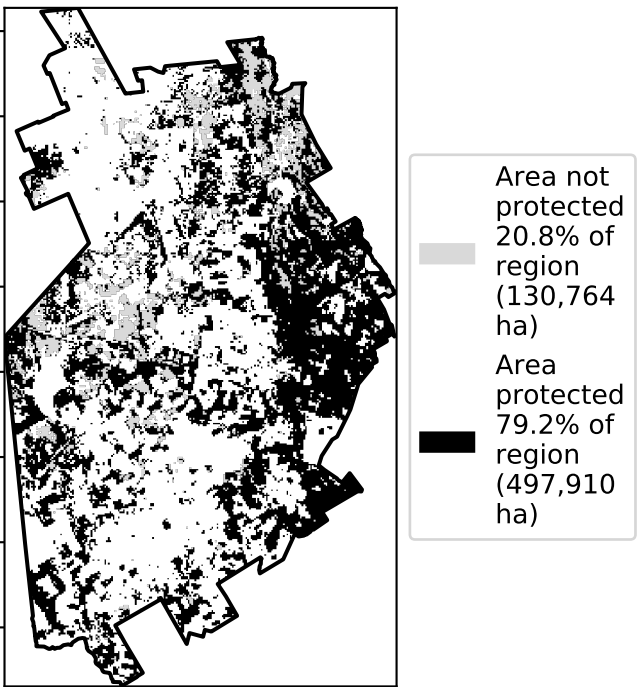 Area not
protected
20.8% of
region
(130,764
ha)
Area
protected
79.2% of
region
(497,910
ha)